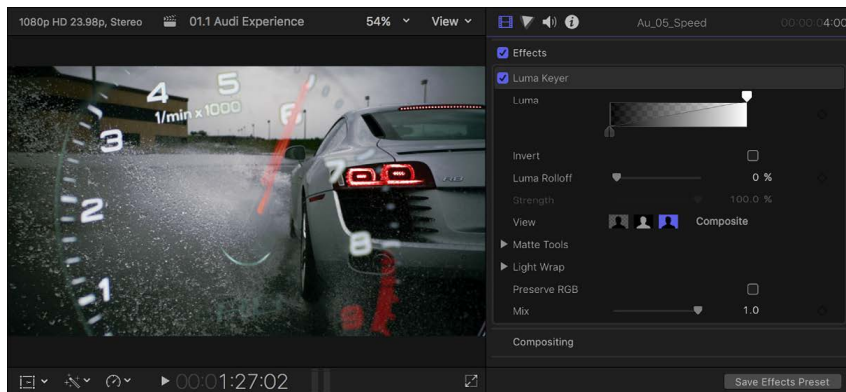 1080p HD 23.98p, Stereo
01.1 Audi Experience
54%
View
Au_05_Speed
00:00:04:00
Effects
Luma Keyer
Luma
Invert
Luma Rolloff
0 %
Strength
100.0 %
View
Composite
Matte Tools
Light Wrap
Preserve RGB
Mix
1.0
Compositing
Save Effects Preset
1
2
3
4
5
6
7
8
9
1/min x 1000
00:01:27:02